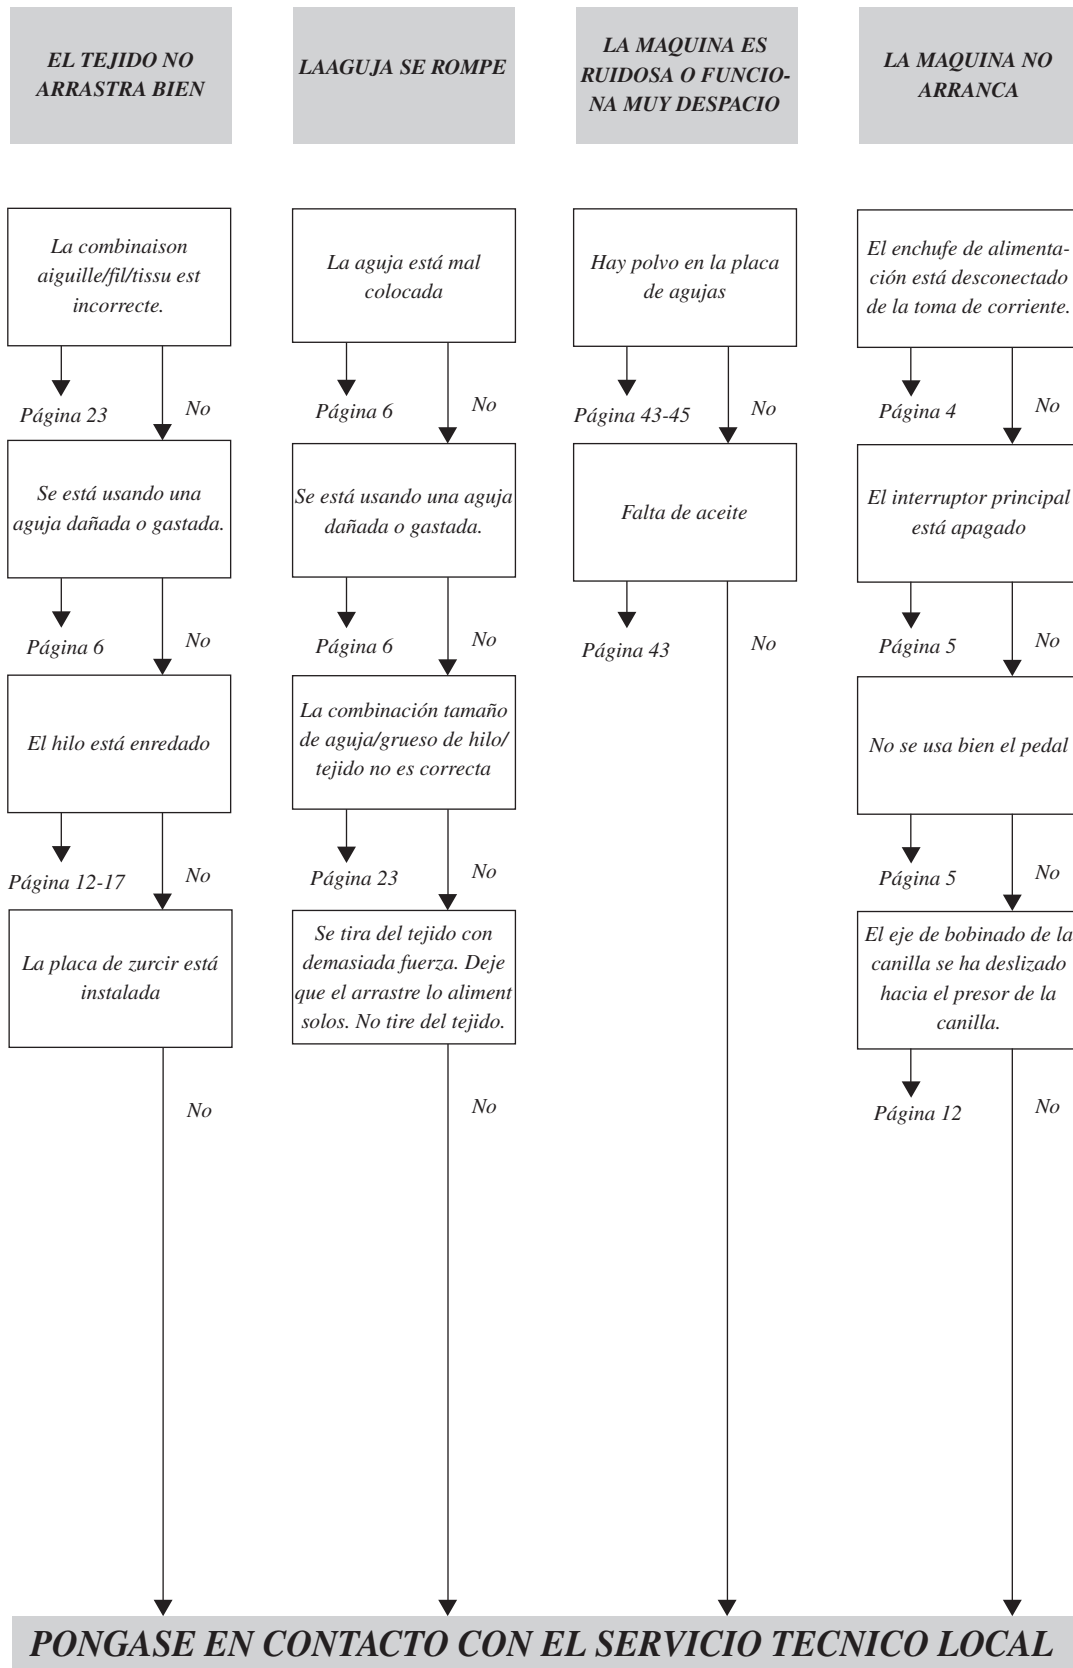 EL TEJIDO NO
ARRASTRA BIEN
La combinaison
aiguille/fil/tissu est
incorrecte.
Página 23
No
Se está usando una
aguja dañada o gastada.
Página 6
No
El hilo está enredado
Página 12-17
No
La placa de zurcir está
instalada
No
LAAGUJA SE ROMPE
La aguja está mal
colocada
Página 6
No
Se está usando una aguja
dañada o gastada.
Página 6
No
La combinación tamaño
de aguja/grueso de hilo/
tejido no es correcta
Página 23
No
Se tira del tejido con
demasiada fuerza. Deje
que el arrastre lo aliment
solos. No tire del tejido.
No
LA MAQUINA ES
RUIDOSA O FUNCIO-
NA MUY DESPACIO
Hay polvo en la placa
de agujas
Página 43-45
No
Falta de aceite
Página 43
No
LA MAQUINA NO
ARRANCA
El enchufe de alimenta-
ción está desconectado
de la toma de corriente.
Página 4
No
El interruptor principal
está apagado
Página 5
No
No se usa bien el pedal
Página 5
No
El eje de bobinado de la
canilla se ha deslizado
hacia el presor de la
canilla.
Página 12
No
PONGASE EN CONTACTO CON EL SERVICIO TECNICO LOCAL